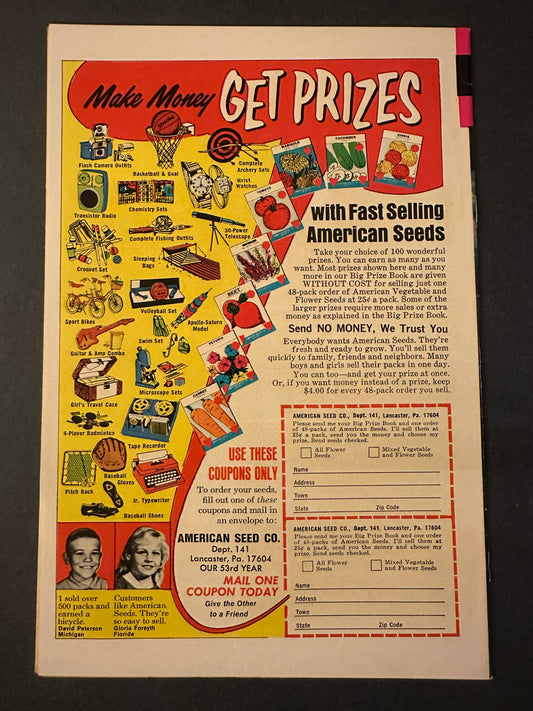 Make Money GET PRIZES
Flash Camera Outfits
Basketball & Goal
Complete
Archery Sets
Wrist
Watches
Transistor Radio
Chemistry Sets
30-Power
Telescope
Complete Fishing Outfits
Croquet Set
Sleeping
Bags
Sport Bikes
Volleyball Set
Apollo-Saturn
Model
Swim Set
Guitar & Amp Combo
Microscope Sets
Girl's Travel Case
4-Player Badminton
Tape Recorder
Pitch Back
Baseball
Gloves
Jr. Typewriter
Baseball Shoes
MARIGOLD
CUCUMBER
ZINNIA
TOMATO
BEET
PETUNIA
CARROT
with Fast Selling
American Seeds
Take your choice of 100 wonderful
prizes. You can earn as many as you
want. Most prizes shown here and many
more in our Big Prize Book are given
WITHOUT COST for selling just one
48-pack order of American Vegetable and
Flower Seeds at 25¢ a pack. Some of the
larger prizes require more sales or extra
money as explained in the Big Prize Book.
Send NO MONEY, We Trust You
Everybody wants American Seeds. They're
fresh and ready to grow. You'll sell them
quickly to family, friends and neighbors. Many
boys and girls sell their packs in one day.
You can too—and get your prize at once.
Or, if you want money instead of a prize, keep
$4.00 for every 48-pack order you sell.
USE THESE
COUPONS ONLY
To order your seeds,
fill out one of these
coupons and mail in
an envelope to:
AMERICAN SEED CO.
Dept. 141
Lancaster, Pa. 17604
OUR 53rd YEAR
MAIL ONE
COUPON TODAY
Give the Other
to a Friend
I sold over
500 packs and
earned a
bicycle.
David Peterson
Michigan
Customers
like American
Seeds. They're
so easy to sell.
Gloria Forsyth
Florida
AMERICAN SEED CO., Dept. 141, Lancaster, Pa. 17604
Please send me your Big Prize Book and one order
of 48-packs of American Seeds. I'll sell them at
25¢ a pack, send you the money and choose my
prize. Send seeds checked.
All Flower
Seeds
Mixed Vegetable
and Flower Seeds
Name
Address
Town
State Zip Code
AMERICAN SEED CO., Dept. 141, Lancaster, Pa. 17604
Please send me your Big Prize Book and one order
of 48-packs of American Seeds. I'll sell them at
25¢ a pack, send you the money and choose my
prize. Send seeds checked.
All Flower
Seeds
Mixed Vegetable
and Flower Seeds
Name
Address
Town
State Zip Code